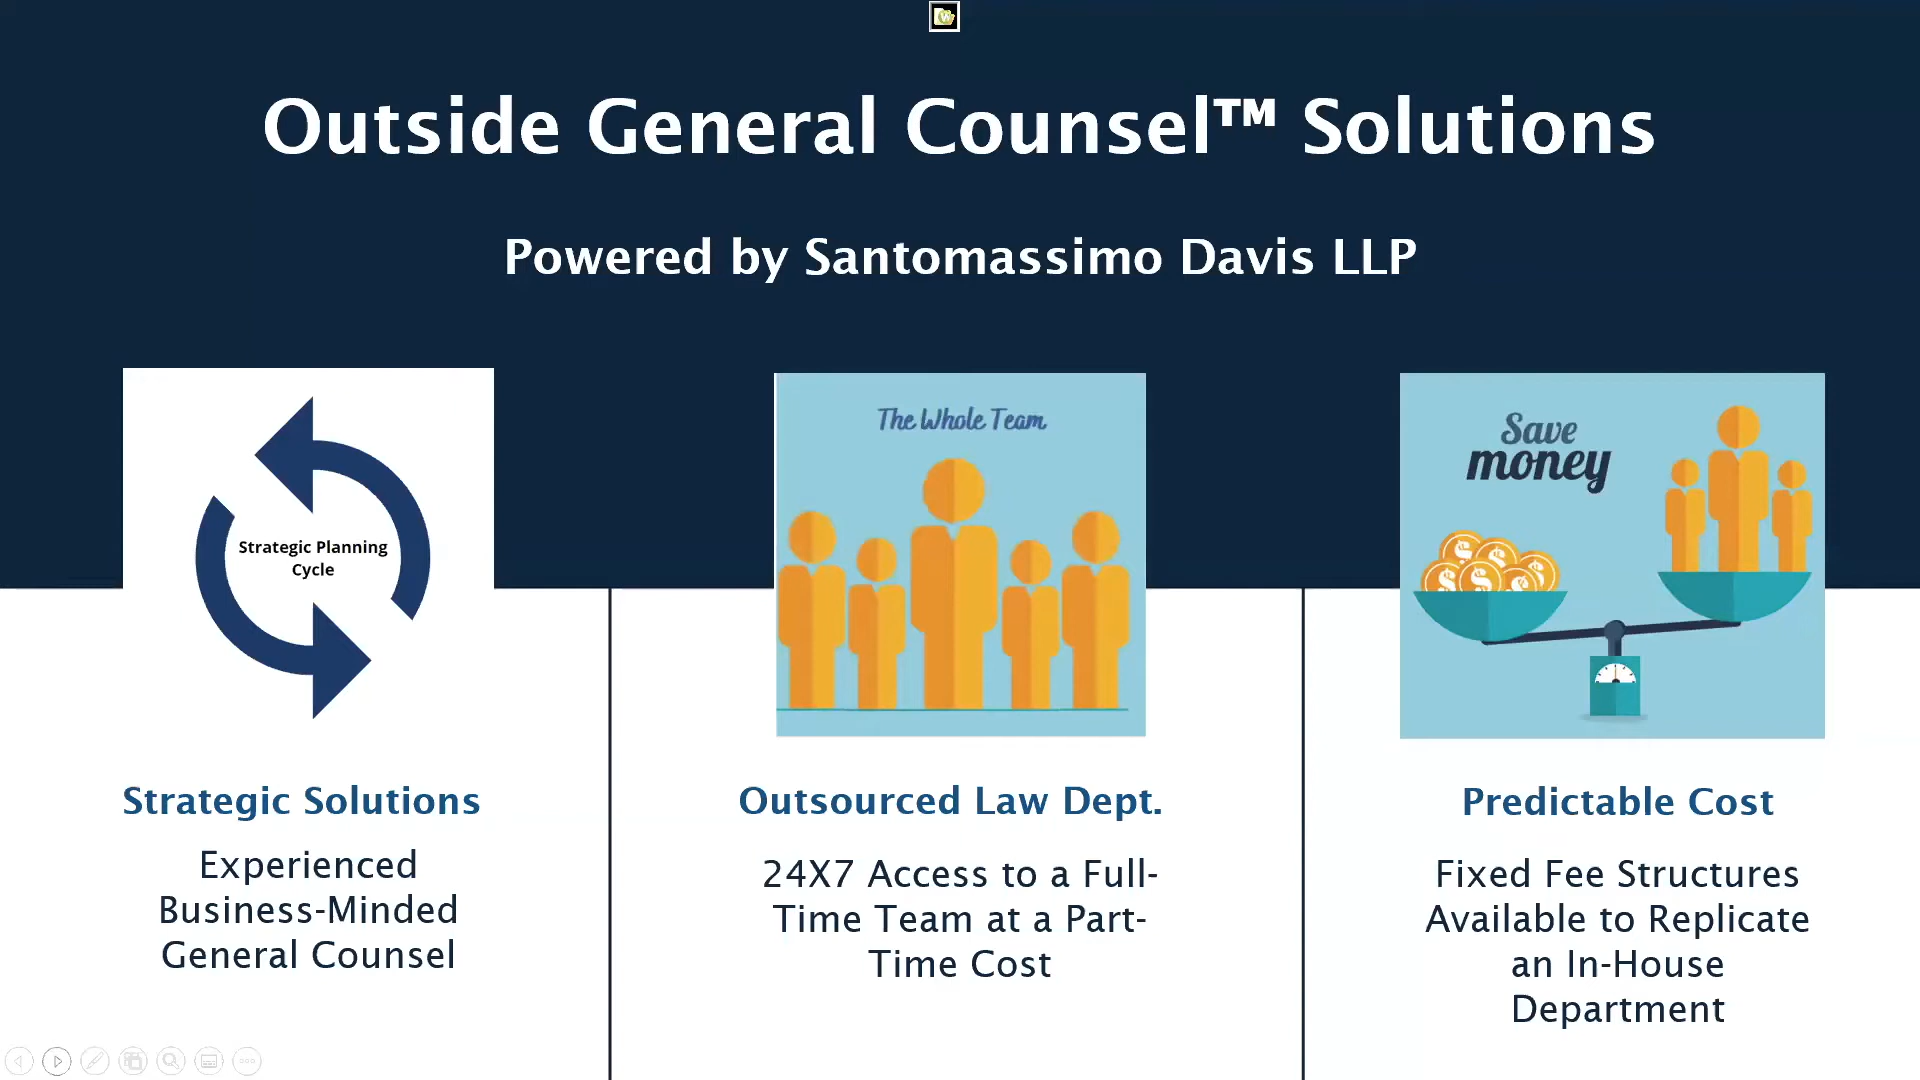 Outside General Counsel™ Solutions
Powered by Santomassimo Davis LLP
Strategic Planning
Cycle
Strategic Solutions
Experienced
Business-Minded
General Counsel
The Whole Team
Outsourced Law Dept.
24X7 Access to a Full-
Time Team at a Part-
Time Cost
Save
money
Predictable Cost
Fixed Fee Structures
Available to Replicate
an In-House
Department